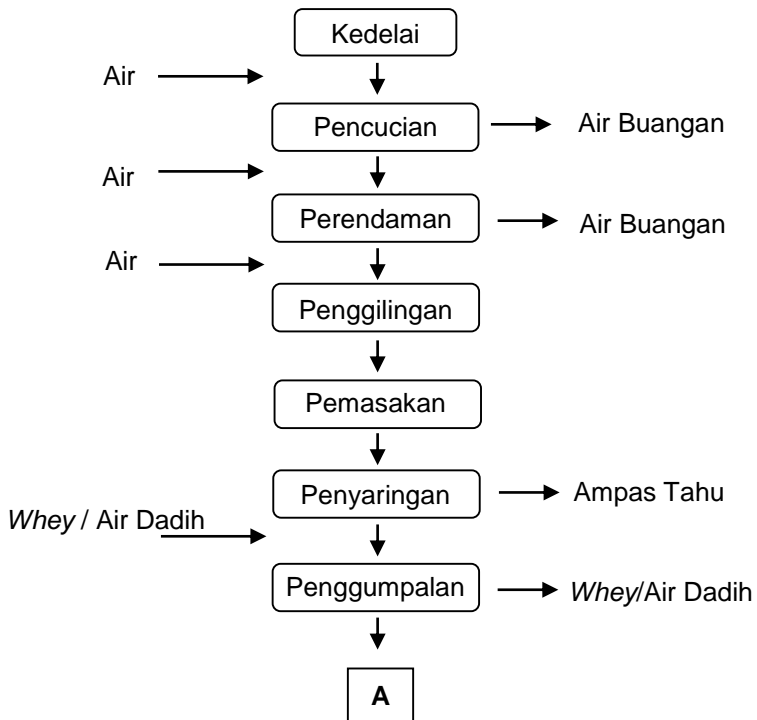 Kedelai
Air
Pencucian
Air Buangan
Air
Perendaman
Air Buangan
Air
Penggilingan
Pemasakan
Penyaringan
Ampas Tahu
Whey / Air Dadih
Penggumpalan
Whey/Air Dadih
A